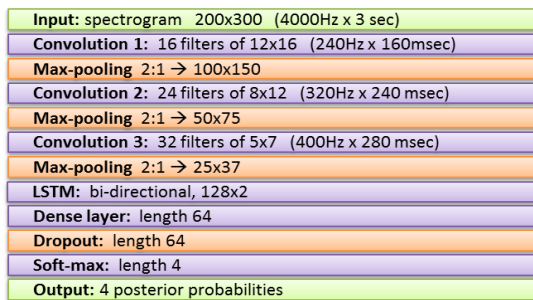 Input: spectrogram 200x300 (4000Hz x 3 sec)
Convolution 1: 16 filters of 12x16 (240Hz x 160msec)
Max-pooling 2:1 → 100x150
Convolution 2: 24 filters of 8x12 (320Hz x 240 msec)
Max-pooling 2:1 → 50x75
Convolution 3: 32 filters of 5x7 (400Hz x 280 msec)
Max-pooling 2:1 → 25x37
LSTM: bi-directional, 128x2
Dense layer: length 64
Dropout: length 64
Soft-max: length 4
Output: 4 posterior probabilities